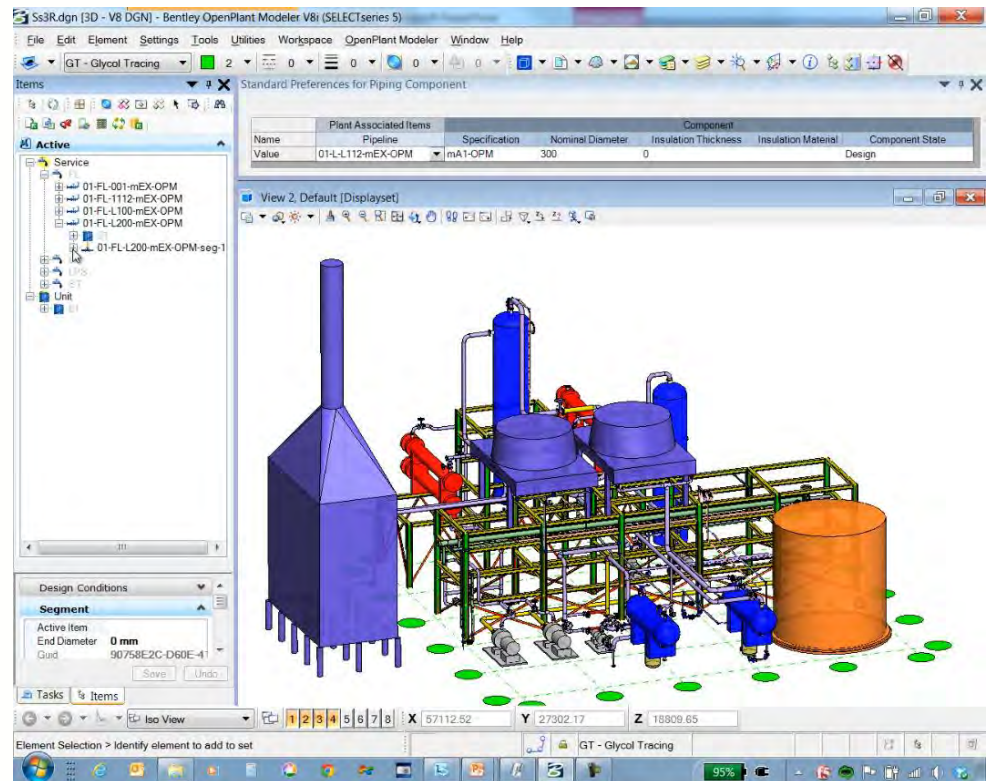 Ss3R.dgn [3D - V8 DGN] - Bentley OpenPlant Modeler V8i (SELECTseries 5)
File Edit Element Settings Tools Utilities Workspace OpenPlant Modeler Window Help
GT - Glycol Tracing 2 0 0 0 0
Items
Standard Preferences for Piping Component
Plant Associated Items Component
Name Pipeline Specification Nominal Diameter Insulation Thickness Insulation Material Component State
Value 01-L-L112-mEX-OPM mA1-OPM 300 0 Design
Active
Service
FL
01-FL-001-mEX-OPM
01-FL-1112-mEX-OPM
01-FL-L100-mEX-OPM
01-FL-L200-mEX-OPM
01
01-FL-L200-mEX-OPM-seg-1
L
LPS
ET
Unit
01
View 2, Default [Displayset]
Design Conditions
Segment
Active Item
End Diameter 0 mm
Guid 90758E2C-D60E-41
Save Undo
Tasks Items
Iso View 1 2 3 4 5 6 7 8 X 57112.52 Y 27302.17 Z 18809.65
Element Selection > Identify element to add to set GT - Glycol Tracing
95%